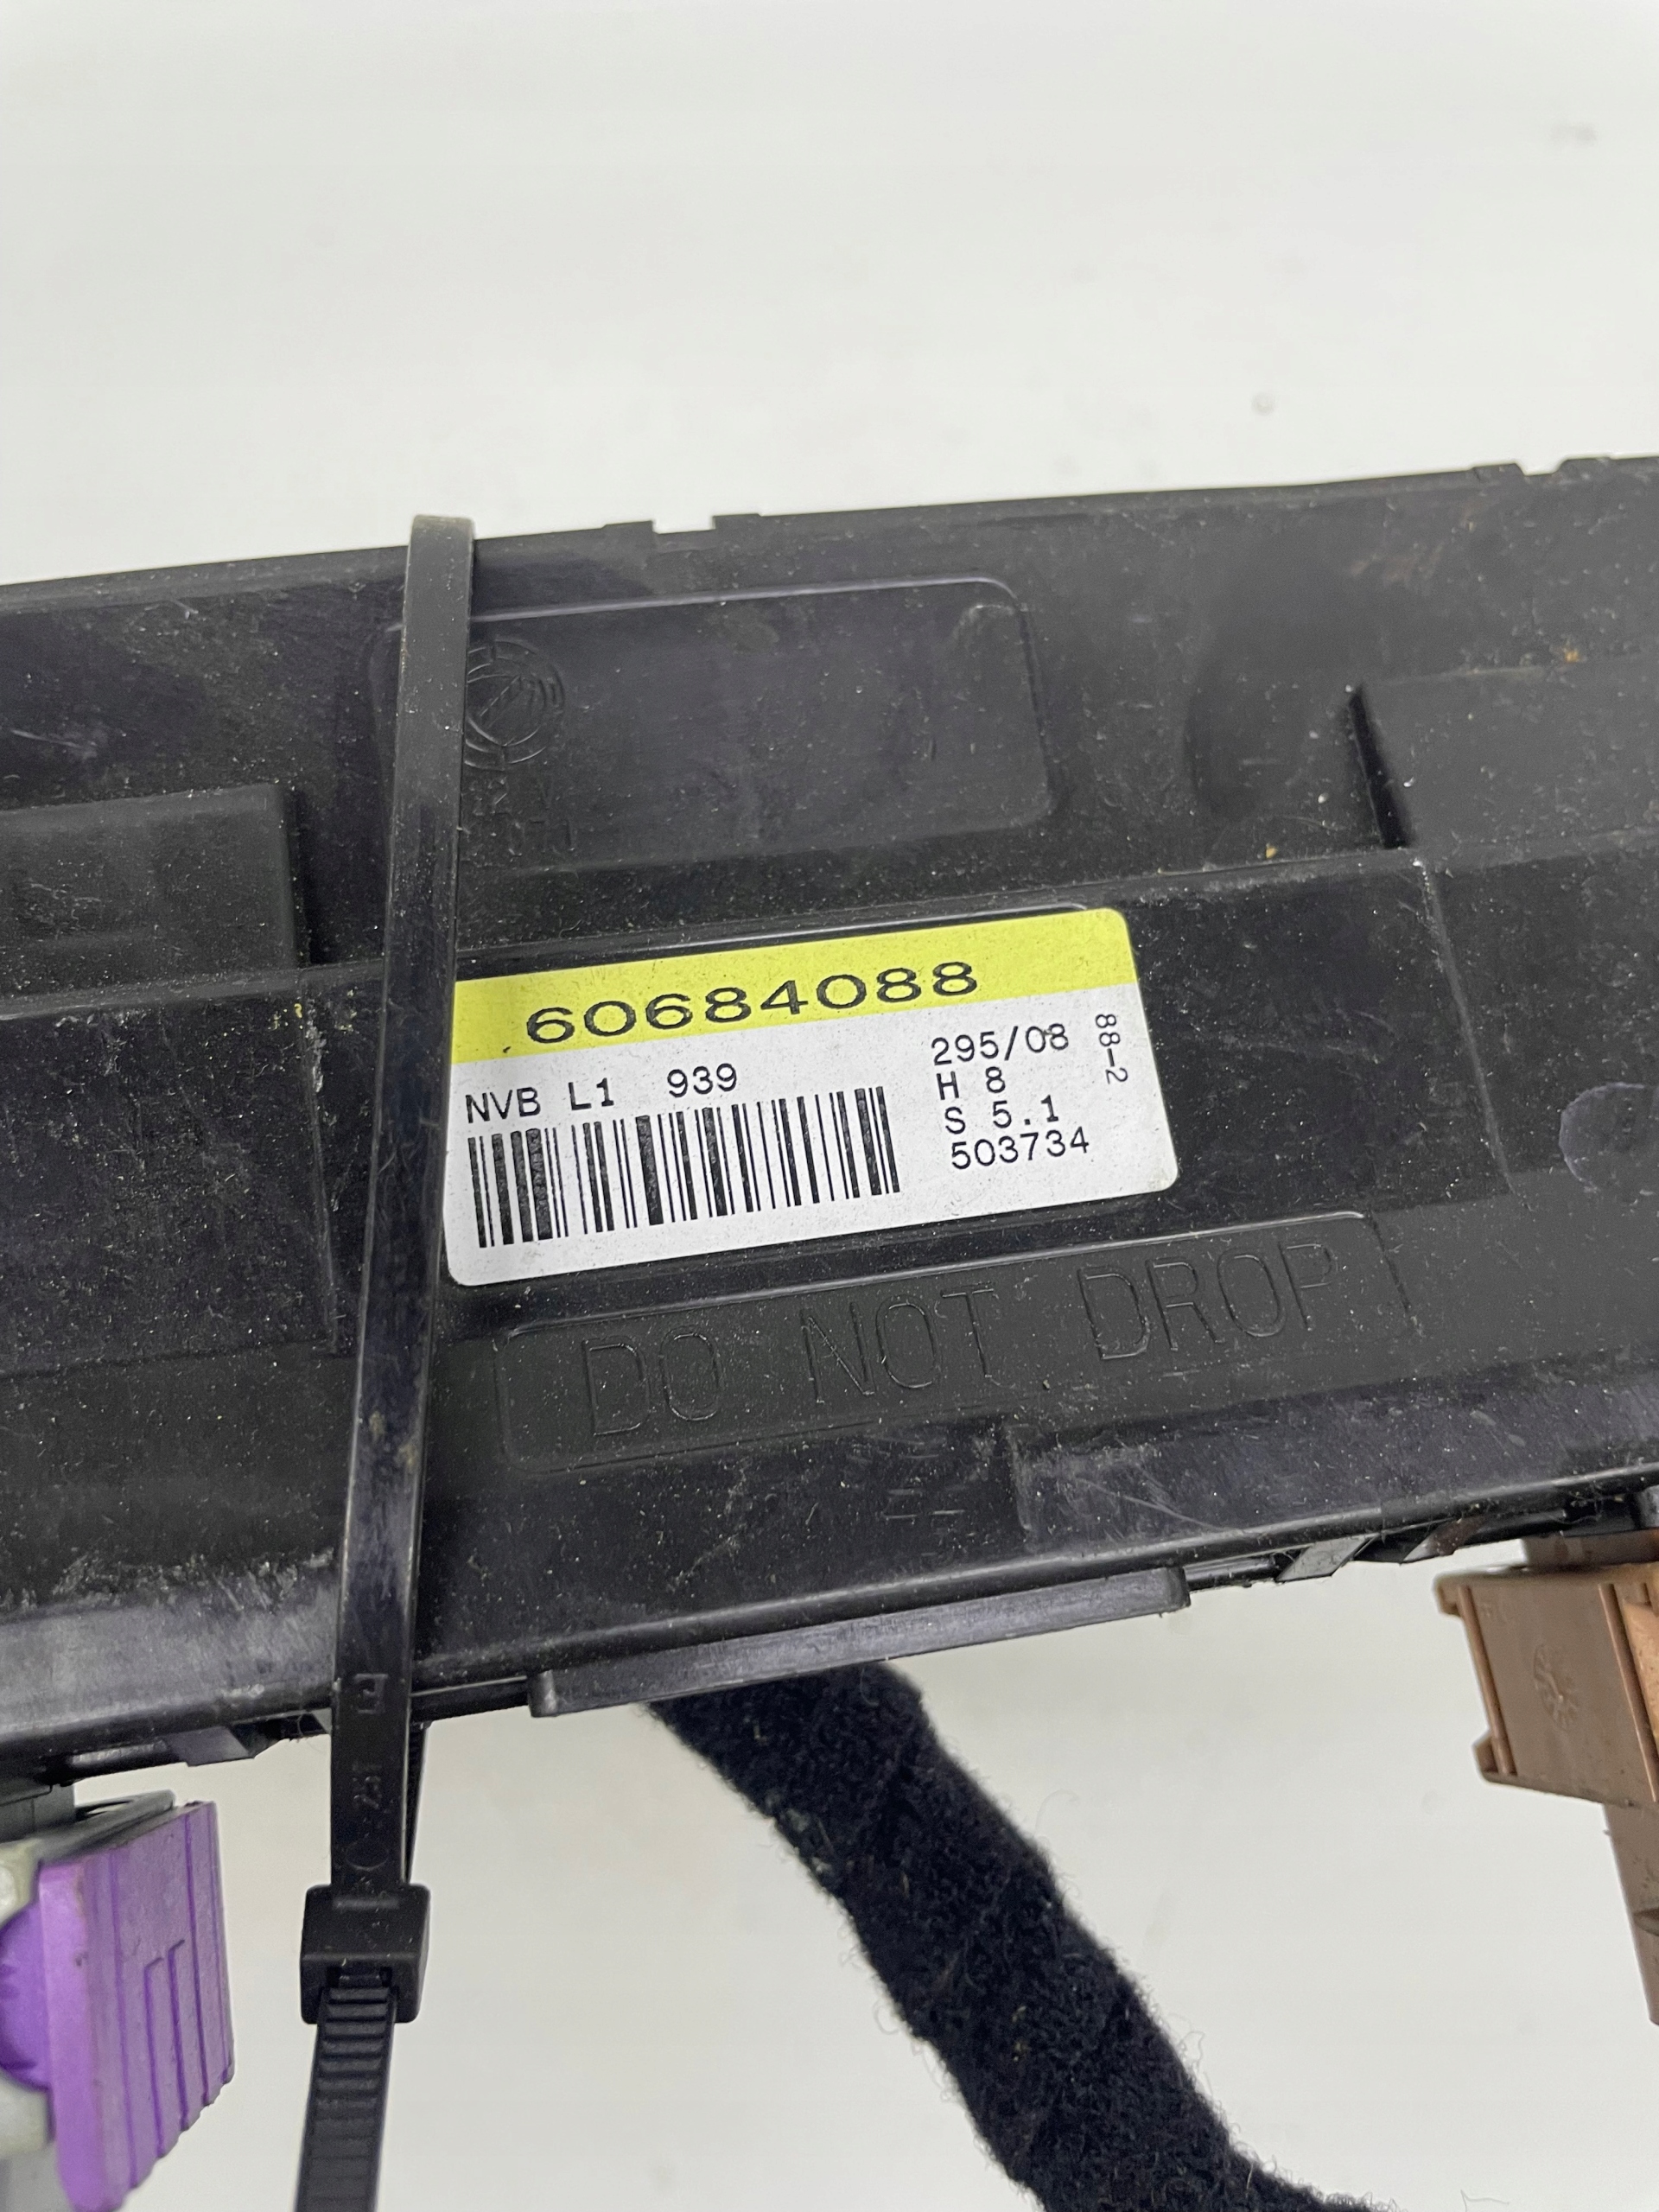 60684088
NVB L1 939
295/08
H 8
S 5.1
503734
88-2
DO NOT DROP